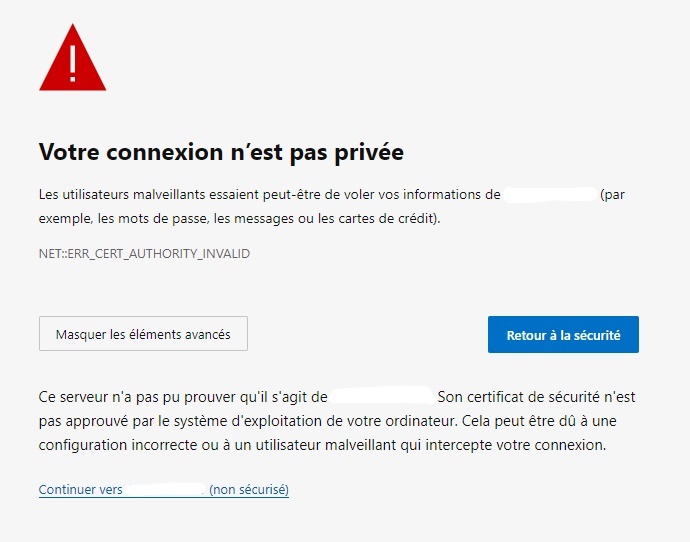 Votre connexion n’est pas privée
Les utilisateurs malveillants essaient peut-être de voler vos informations de (par
exemple, les mots de passe, les messages ou les cartes de crédit).
NET::ERR_CERT_AUTHORITY_INVALID
Masquer les éléments avancés
Retour à la sécurité
Ce serveur n'a pas pu prouver qu'il s'agit de Son certificat de sécurité n'est
pas approuvé par le système d'exploitation de votre ordinateur. Cela peut être dû à une
configuration incorrecte ou à un utilisateur malveillant qui intercepte votre connexion.
Continuer vers (non sécurisé)